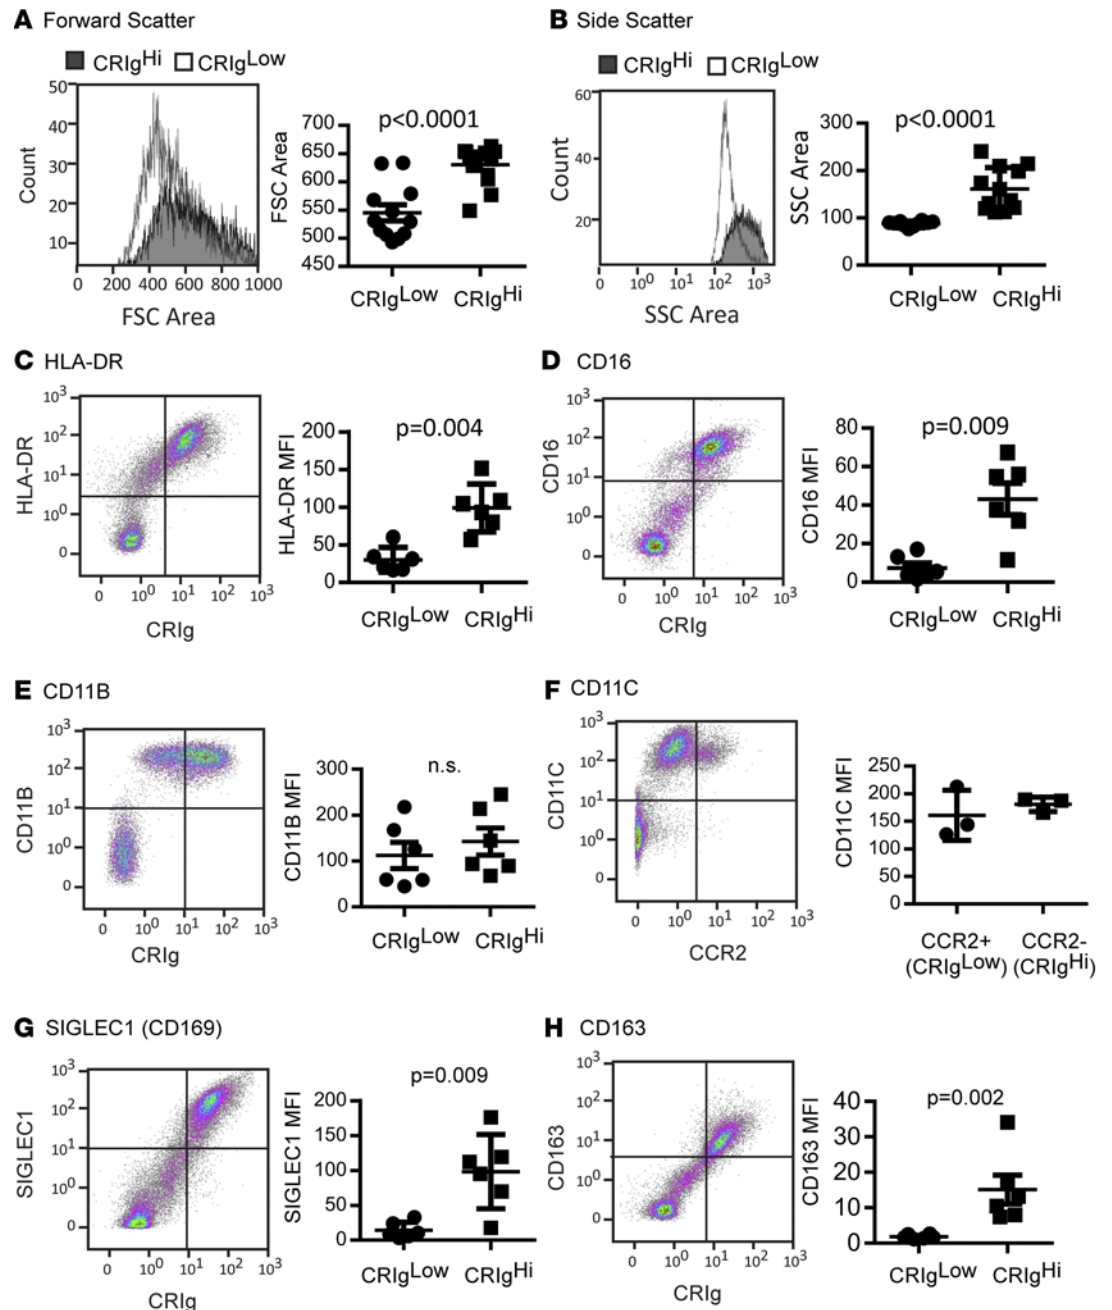 A Forward Scatter
CRIgHi CRIgLow
50
40
30
20
10
Count
0 200 400 600 800 1000
FSC Area
p<0.0001
700
650
600
550
500
450
FSC Area
CRIgLow CRIgHi
B Side Scatter
CRIgHi CRIgLow
60
40
20
Count
0 10^0 10^1 10^2 10^3
SSC Area
p<0.0001
300
200
100
0
SSC Area
CRIgLow CRIgHi
C HLA-DR
10^3
10^2
10^1
10^0
0
HLA-DR
0 10^0 10^1 10^2 10^3
CRIg
p=0.004
200
150
100
50
0
HLA-DR MFI
CRIgLow CRIgHi
D CD16
10^3
10^2
10^1
10^0
0
CD16
0 10^0 10^1 10^2 10^3
CRIg
p=0.009
80
60
40
20
0
CD16 MFI
CRIgLow CRIgHi
E CD11B
10^3
10^2
10^1
10^0
0
CD11B
0 10^0 10^1 10^2 10^3
CRIg
n.s.
300
200
100
0
CD11B MFI
CRIgLow CRIgHi
F CD11C
10^3
10^2
10^1
10^0
0
CD11C
0 10^0 10^1 10^2 10^3
CCR2
250
200
150
100
50
0
CD11C MFI
CCR2+ CCR2-
(CRIgLow) (CRIgHi)
G SIGLEC1 (CD169)
10^3
10^2
10^1
10^0
0
SIGLEC1
0 10^0 10^1 10^2 10^3
CRIg
p=0.009
200
150
100
50
0
SIGLEC1 MFI
CRIgLow CRIgHi
H CD163
10^3
10^2
10^1
10^0
0
CD163
0 10^0 10^1 10^2 10^3
CRIg
p=0.002
40
30
20
10
0
CD163 MFI
CRIgLow CRIgHi